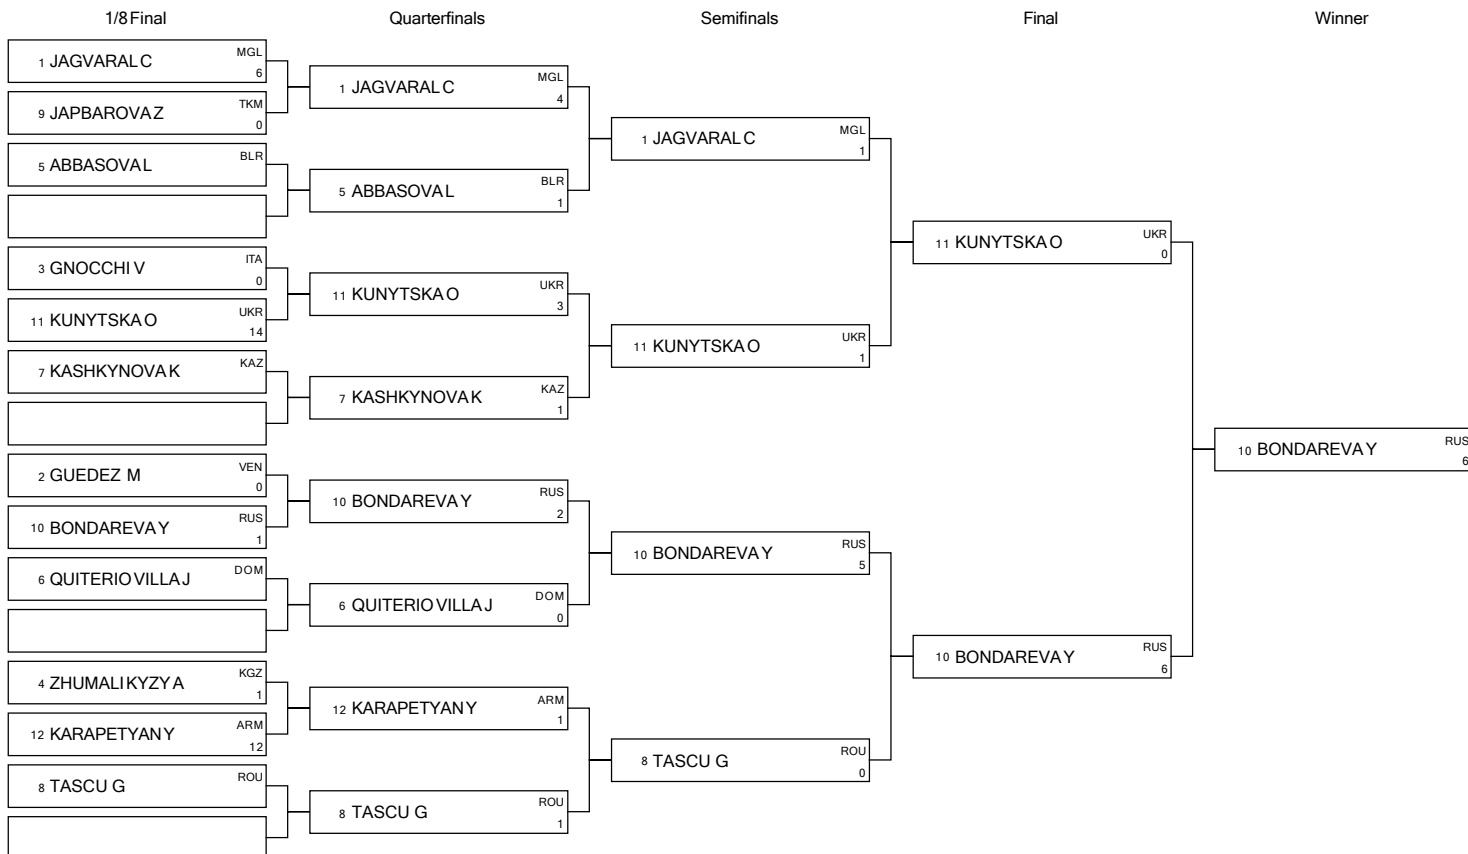 1/8 Final
Quarterfinals
Semifinals
Final
Winner
1 JAGVARAL C MGL 6
9 JAPBAROVA Z TKM 0
5 ABBASOVA L BLR
3 GNOCCHI V ITA 0
11 KUNYTSKA O UKR 14
7 KASHKYNOVA K KAZ
2 GUEDEZ M VEN 0
10 BONDAREVA Y RUS 1
6 QUITERIO VILLA J DOM
4 ZHUMALI KYZY A KGZ 1
12 KARAPETYAN Y ARM 12
8 TASCU G ROU
1 JAGVARAL C MGL 4
5 ABBASOVA L BLR 1
11 KUNYTSKA O UKR 3
7 KASHKYNOVA K KAZ 1
10 BONDAREVA Y RUS 2
6 QUITERIO VILLA J DOM 0
12 KARAPETYAN Y ARM 1
8 TASCU G ROU 1
1 JAGVARAL C MGL 1
11 KUNYTSKA O UKR 1
10 BONDAREVA Y RUS 5
8 TASCU G ROU 0
11 KUNYTSKA O UKR 0
10 BONDAREVA Y RUS 6
10 BONDAREVA Y RUS 6